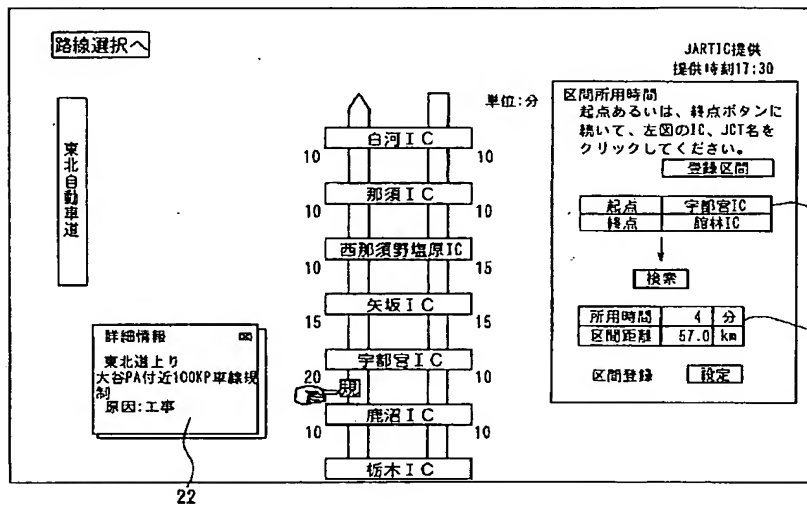 路線選択へ
JARTIC提供
提供時刻17:30
東北自動車道
単位:分
白河IC
10
10
那須IC
10
10
西那須野塩原IC
10
15
矢坂IC
15
15
宇都宮IC
20
10
規
鹿沼IC
10
10
栃木IC
詳細情報
東北道上り
大谷PA付近100KP車線規
制
原因:工事
22
区間所用時間
起点あるいは、終点ボタンに
続いて、左図のIC、JCT名を
クリックしてください。
登録区間
起点 宇都宮IC
終点 館林IC
検索
所用時間 4 分
区間距離 57.0 km
区間登録 設定